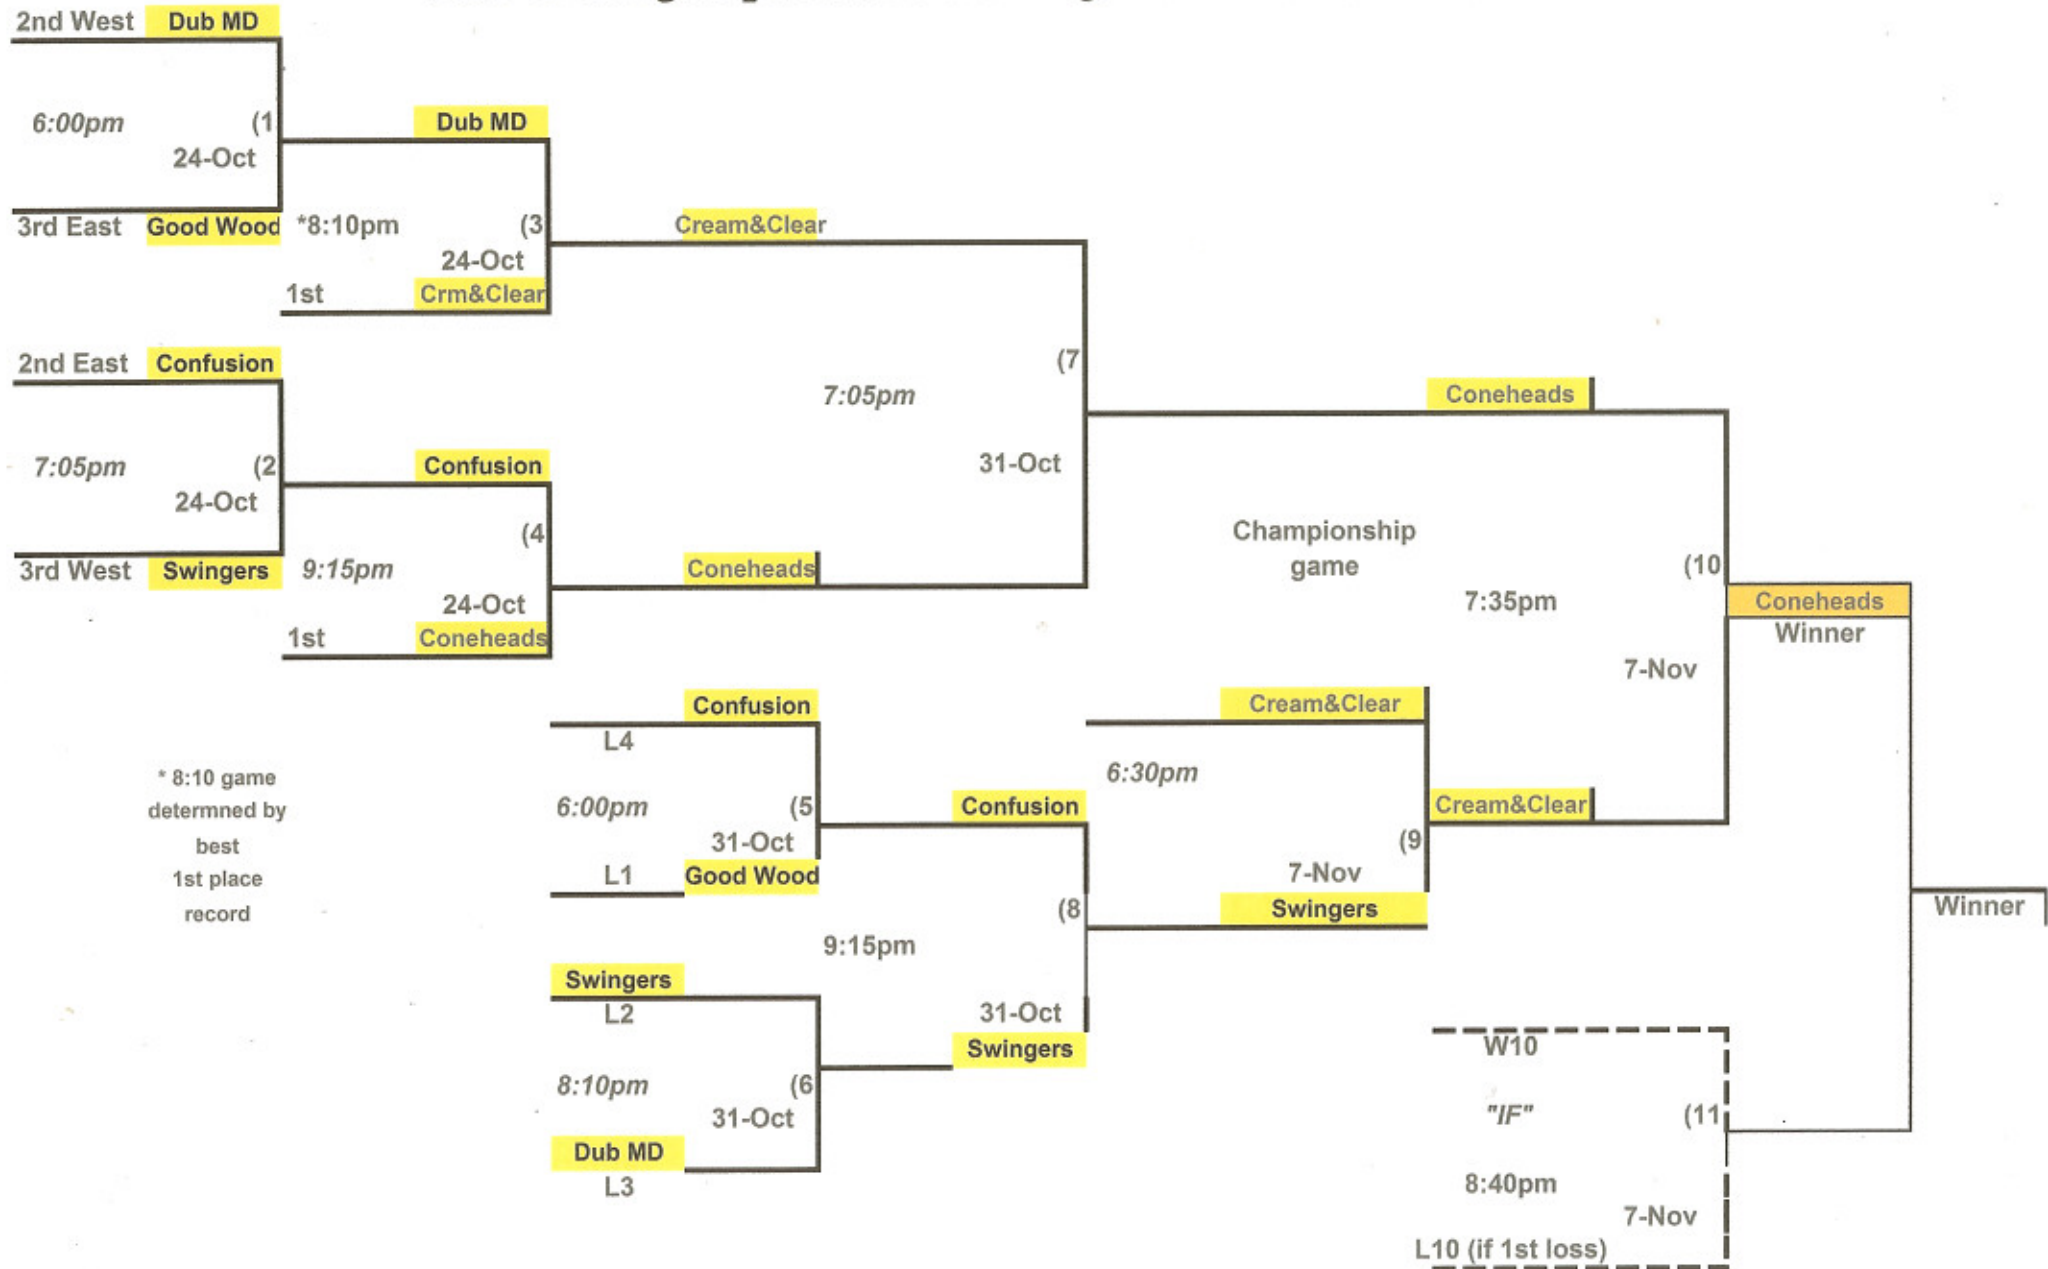 2nd West Dub MD
6:00pm (1
24-Oct
3rd East Good Wood
Dub MD
*8:10pm (3
24-Oct
1st Crm&Clear
Cream&Clear
2nd East Confusion
7:05pm (2
24-Oct
3rd West Swingers
Confusion
(4
9:15pm
24-Oct
1st Coneheads
Coneheads
(7
7:05pm
31-Oct
Coneheads
Championship
game
(10
7:35pm
7-Nov
Coneheads
Winner
* 8:10 game
determned by
best
1st place
record
Confusion
L4
6:00pm (5
31-Oct
L1 Good Wood
Confusion
(8
9:15pm
31-Oct
Swingers
Swingers
L2
8:10pm (6
31-Oct
Dub MD
L3
Cream&Clear
6:30pm
(9
7-Nov
Swingers
Cream&Clear
Winner
W10
"IF" (11
8:40pm
7-Nov
L10 (if 1st loss)